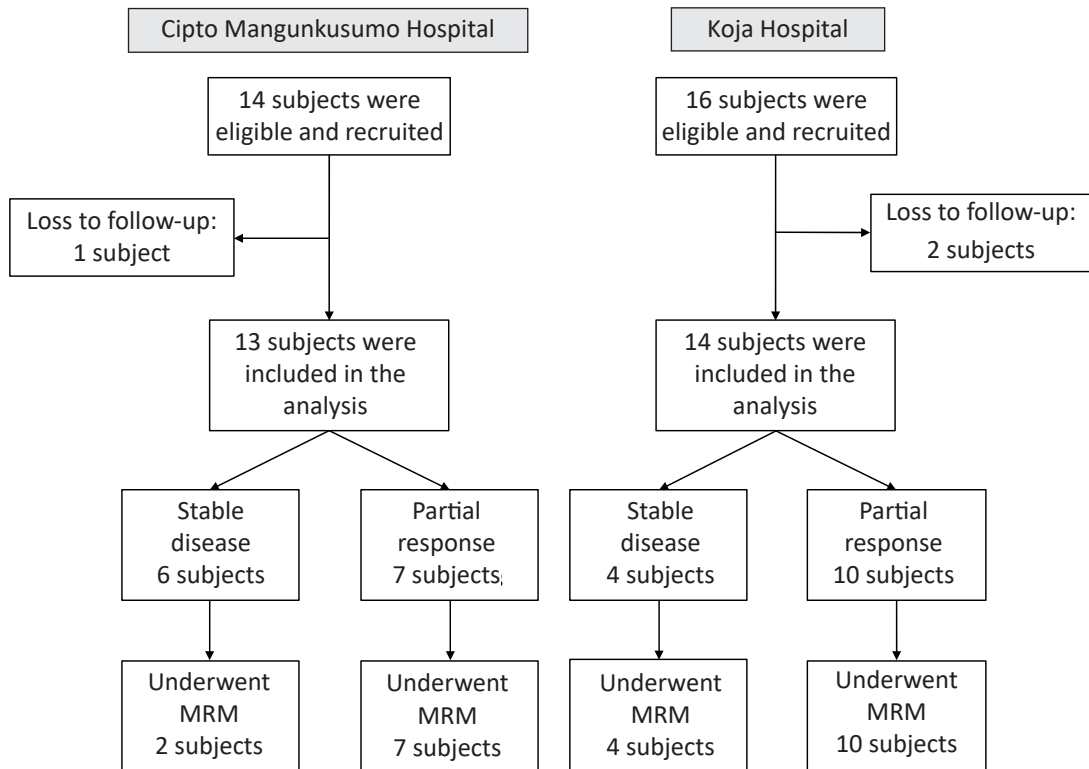 Cipto Mangunkusumo Hospital
Koja Hospital
14 subjects were
eligible and recruited
16 subjects were
eligible and recruited
Loss to follow-up:
1 subject
Loss to follow-up:
2 subjects
13 subjects were
included in the
analysis
14 subjects were
included in the
analysis
Stable
disease
6 subjects
Partial
response
7 subjects,
Stable
disease
4 subjects
Partial
response
10 subjects
Underwent
MRM
2 subjects
Underwent
MRM
7 subjects
Underwent
MRM
4 subjects
Underwent
MRM
10 subjects